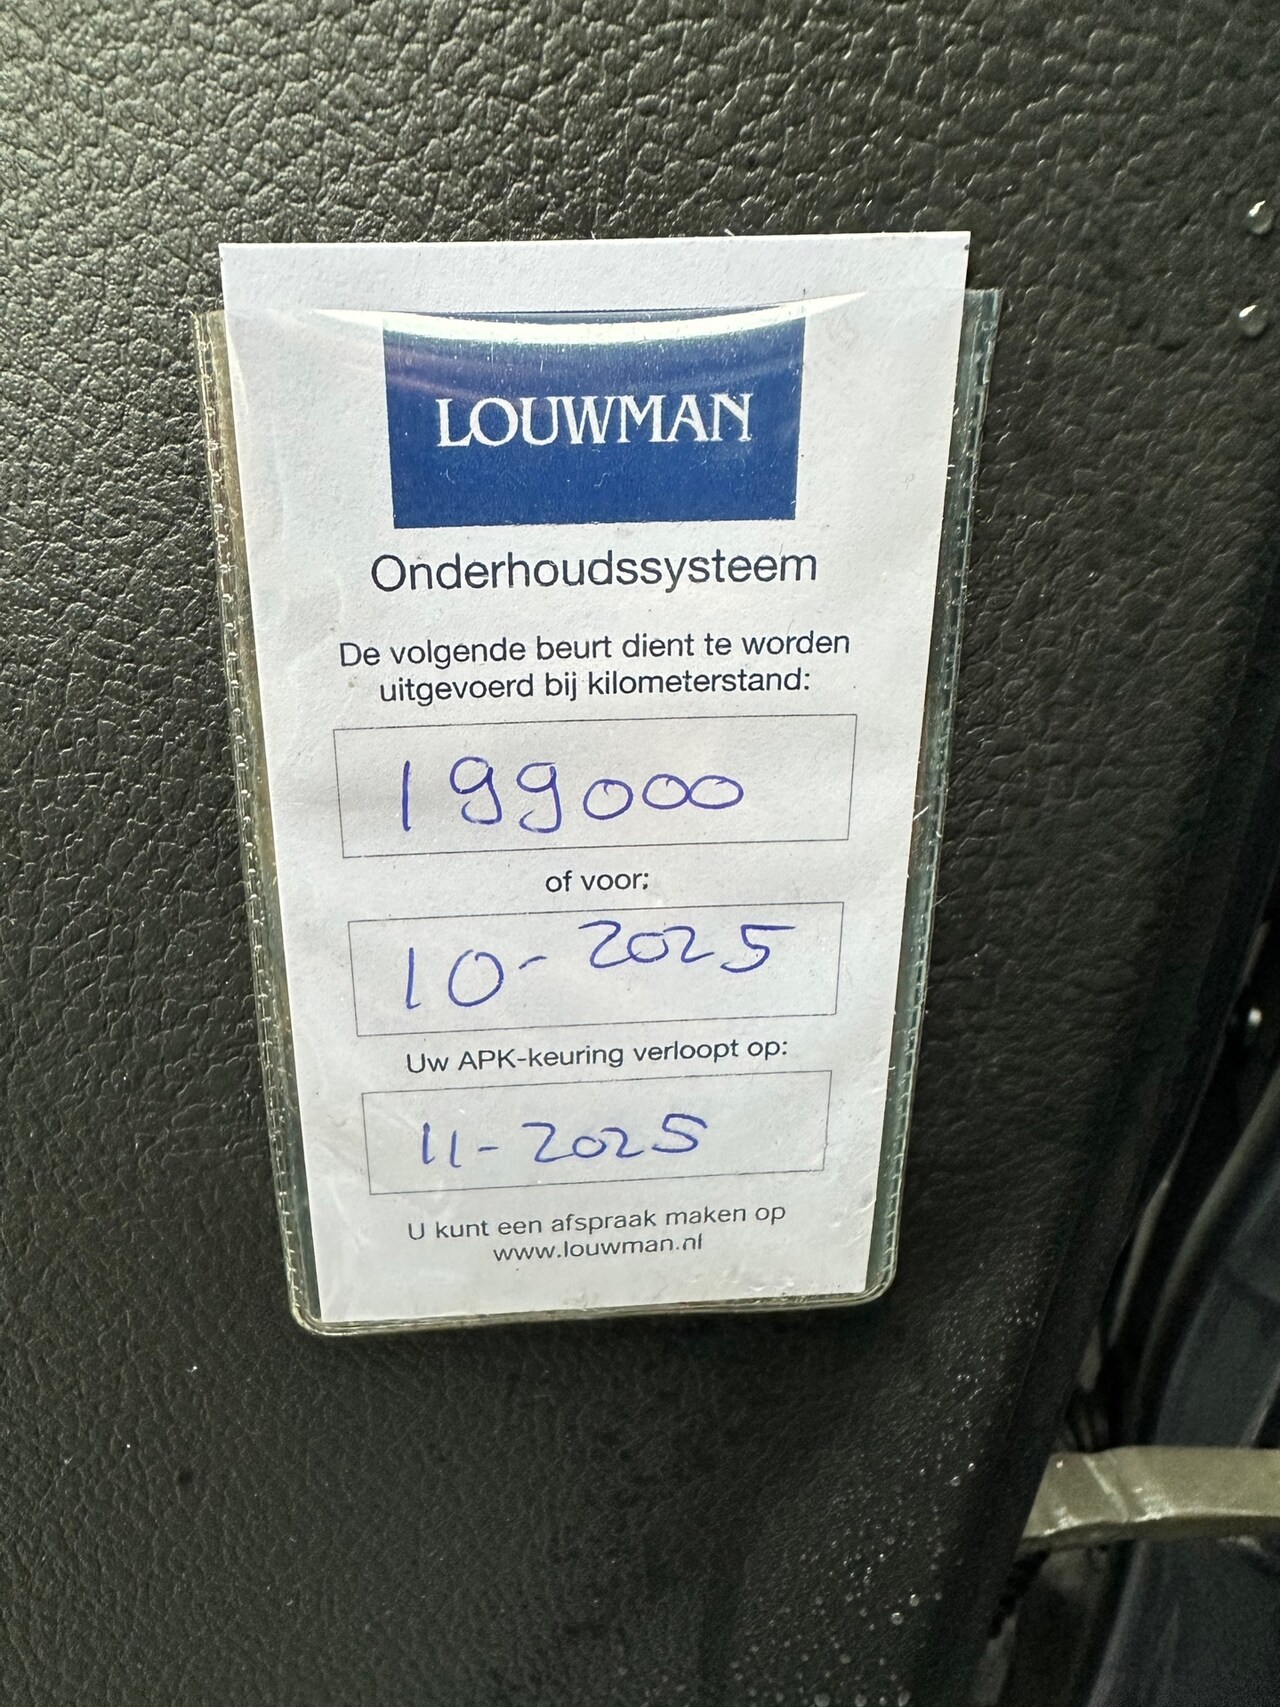 LOUWMAN
Onderhoudssysteem
De volgende beurt dient te worden
uitgevoerd bij kilometerstand:
199000
of voor:
10-2025
Uw APK-keuring verloopt op:
11-2025
U kunt een afspraak maken op
www.louwman.nl